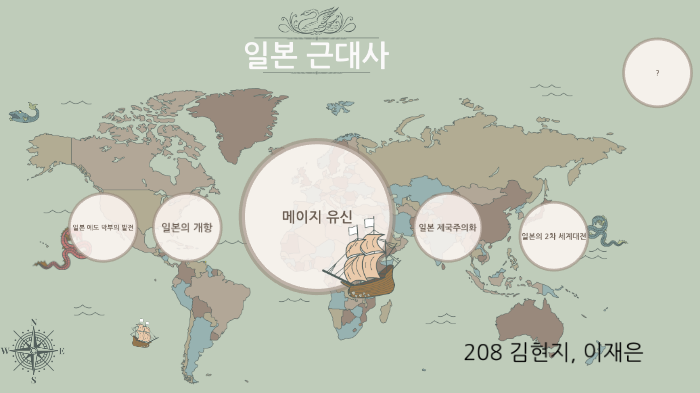 일본 근대사
?
일본 에도 막부의 발전
일본의 개항
메이지 유신
일본 제국주의화
일본의 2차 세계대전
N
W
E
S
N
W
E
S
208 김현지, 이재은